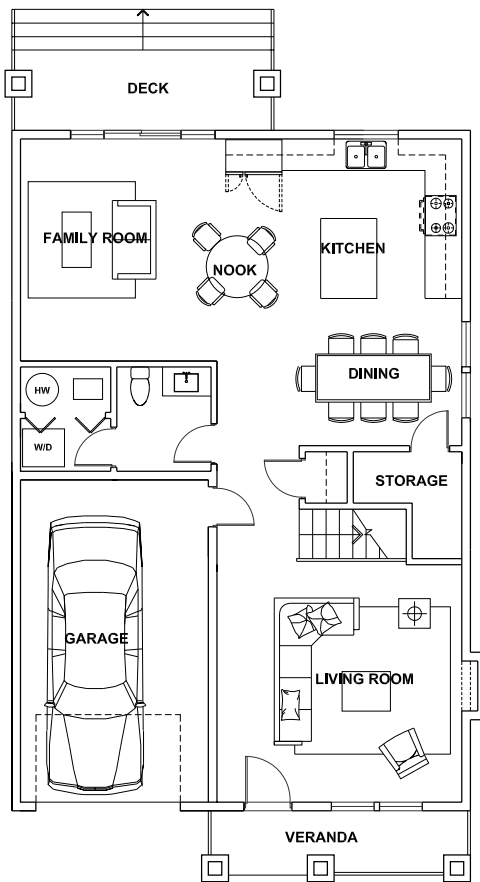 DECK
FAMILY ROOM
KITCHEN
NOOK
DINING
HW
W/D
STORAGE
GARAGE
LIVING ROOM
VERANDA